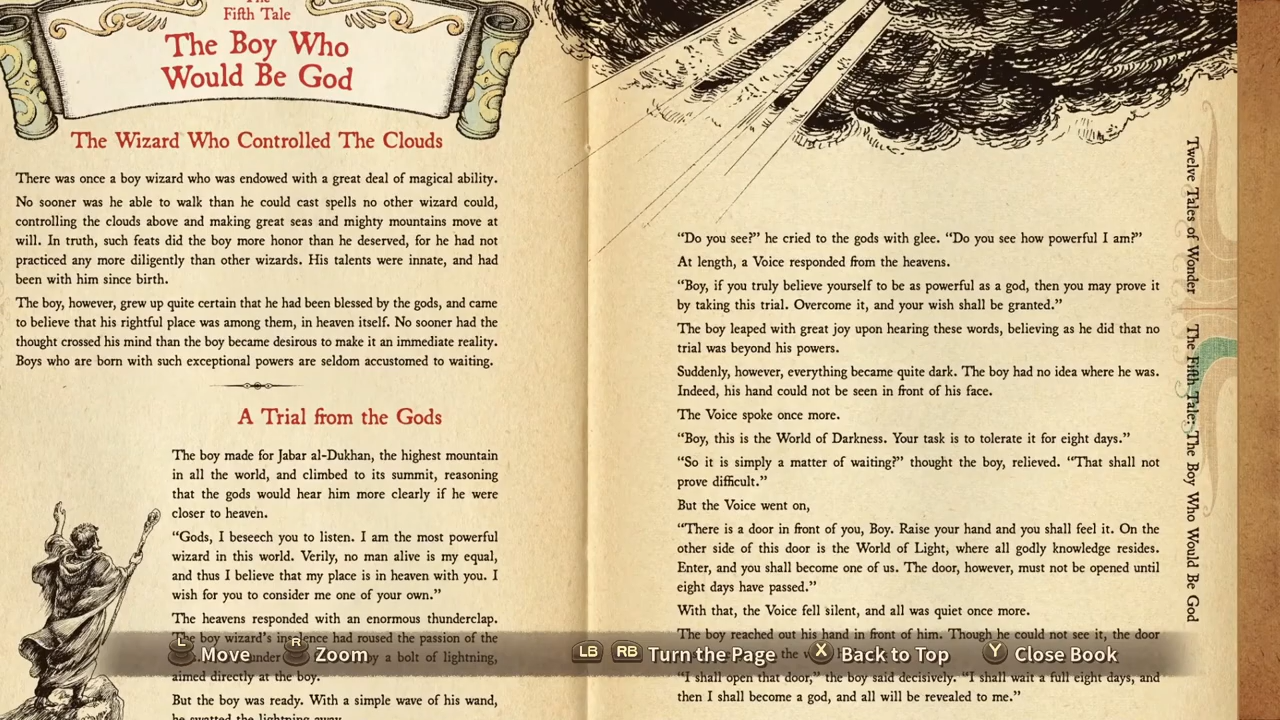 The
Fifth Tale
The Boy Who
Would Be God
The Wizard Who Controlled The Clouds
There was once a boy wizard who was endowed with a great deal of magical ability.
No sooner was he able to walk than he could cast spells no other wizard could,
controlling the clouds above and making great seas and mighty mountains move at
will. In truth, such feats did the boy more honor than he deserved, for he had not
practiced any more diligently than other wizards. His talents were innate, and had
been with him since birth.
The boy, however, grew up quite certain that he had been blessed by the gods, and came
to believe that his rightful place was among them, in heaven itself. No sooner had the
thought crossed his mind than the boy became desirous to make it an immediate reality.
Boys who are born with such exceptional powers are seldom accustomed to waiting.
A Trial from the Gods
The boy made for Jabar al-Dukhan, the highest mountain
in all the world, and climbed to its summit, reasoning
that the gods would hear him more clearly if he were
closer to heaven.
“Gods, I beseech you to listen. I am the most powerful
wizard in this world. Verily, no man alive is my equal,
and thus I believe that my place is in heaven with you. I
wish for you to consider me one of your own.”
The heavens responded with an enormous thunderclap.
The boy wizard's insolence had roused the passion of the
by a bolt of lightning,
aimed directly at the boy.
But the boy was ready. With a simple wave of his wand,
he swatted the lightning away.
“Do you see?” he cried to the gods with glee. “Do you see how powerful I am?”
At length, a Voice responded from the heavens.
“Boy, if you truly believe yourself to be as powerful as a god, then you may prove it
by taking this trial. Overcome it, and your wish shall be granted.”
The boy leaped with great joy upon hearing these words, believing as he did that no
trial was beyond his powers.
Suddenly, however, everything became quite dark. The boy had no idea where he was.
Indeed, his hand could not be seen in front of his face.
The Voice spoke once more.
“Boy, this is the World of Darkness. Your task is to tolerate it for eight days.”
“So it is simply a matter of waiting?” thought the boy, relieved. “That shall not
prove difficult.”
But the Voice went on,
“There is a door in front of you, Boy. Raise your hand and you shall feel it. On the
other side of this door is the World of Light, where all godly knowledge resides.
Enter, and you shall become one of us. The door, however, must not be opened until
eight days have passed.”
With that, the Voice fell silent, and all was quiet once more.
The boy reached out his hand in front of him. Though he could not see it, the door
the
“I shall open that door,” the boy said decisively. “I shall wait a full eight days, and
then I shall become a god, and all will be revealed to me.”
Twelve Tales of Wonder
The Fifth Tale: The Boy Who Would Be God
L Move R Zoom LB RB Turn the Page X Back to Top Y Close Book